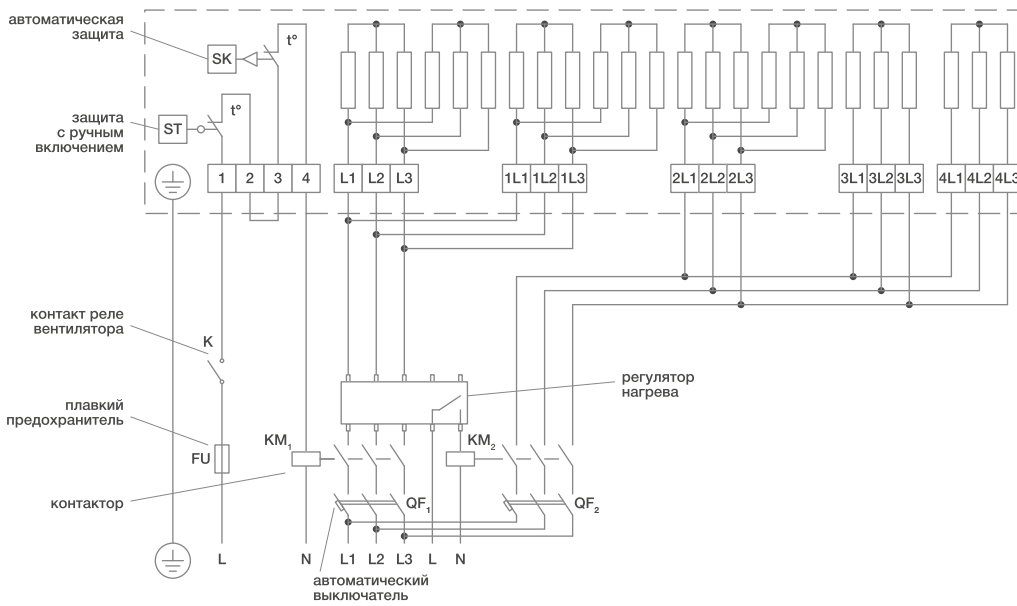 автоматическая
защита
SK
t°
защита
с ручным
включением
ST
t°
1 2 3 4 L1 L2 L3 1L1 1L2 1L3 2L1 2L2 2L3 3L1 3L2 3L3 4L1 4L2 4L3
контакт реле
вентилятора
K
регулятор
нагрева
плавкий
предохранитель
FU
KM1
KM2
контактор
QF1
QF2
L N L1 L2 L3 L N
автоматический
выключатель